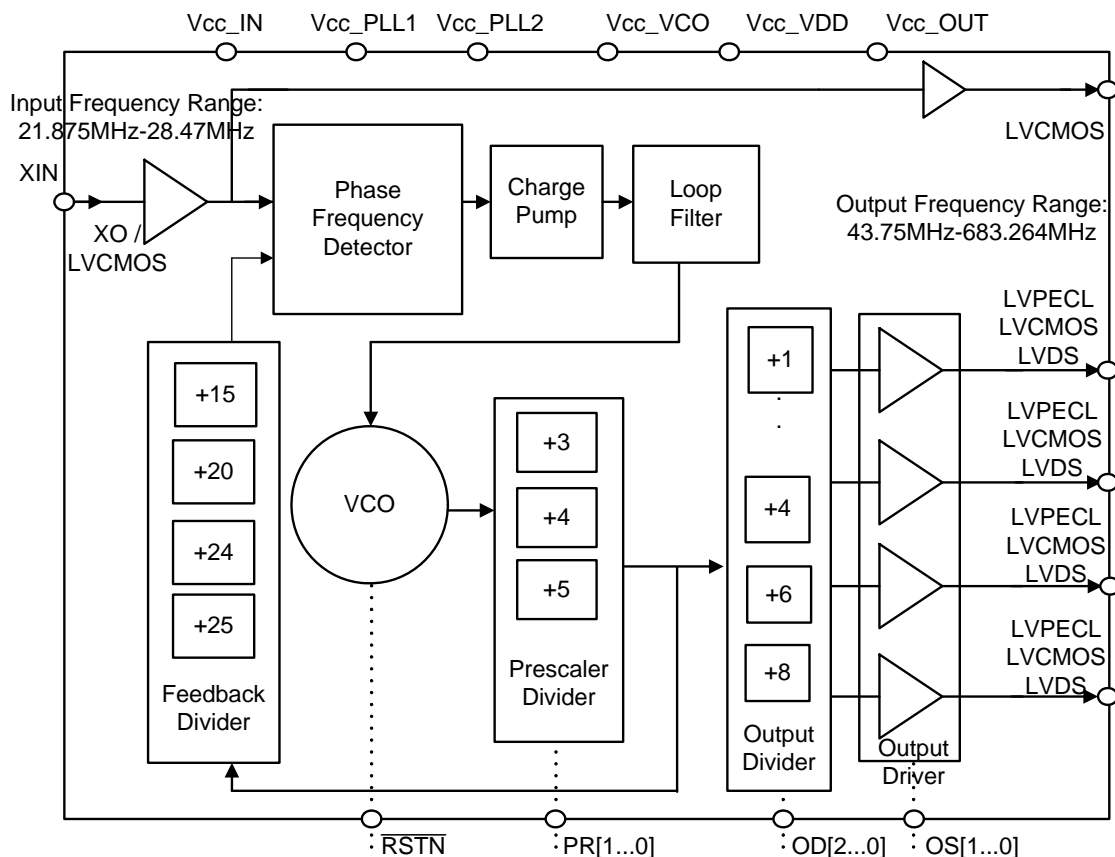 Vcc_IN Vcc_PLL1 Vcc_PLL2 Vcc_VCO Vcc_VDD Vcc_OUT
Input Frequency Range:
21.875MHz-28.47MHz
LVCMOS
XIN
XO /
LVCMOS
Phase
Frequency
Detector
Charge
Pump
Loop
Filter
Output Frequency Range:
43.75MHz-683.264MHz
+15
+20
+24
+25
Feedback
Divider
VCO
+3
+4
+5
Prescaler
Divider
+1
.
.
+4
+6
+8
Output
Divider
Output
Driver
LVPECL
LVCMOS
LVDS
LVPECL
LVCMOS
LVDS
LVPECL
LVCMOS
LVDS
LVPECL
LVCMOS
LVDS
RSTN PR[1...0] OD[2...0] OS[1...0]